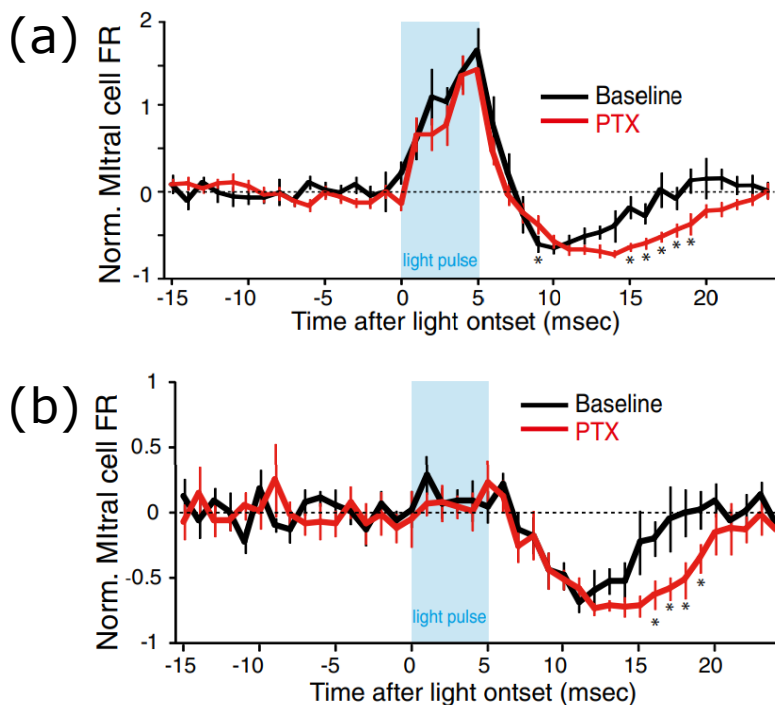 (a)
2
1
0
-1
Norm. MItral cell FR
Baseline
PTX
light pulse
* * * * * *
-15 -10 -5 0 5 10 15 20
Time after light ontset (msec)
(b)
1
0.5
0
-0.5
-1
Norm. MItral cell FR
Baseline
PTX
light pulse
* * * *
-15 -10 -5 0 5 10 15 20
Time after light ontset (msec)